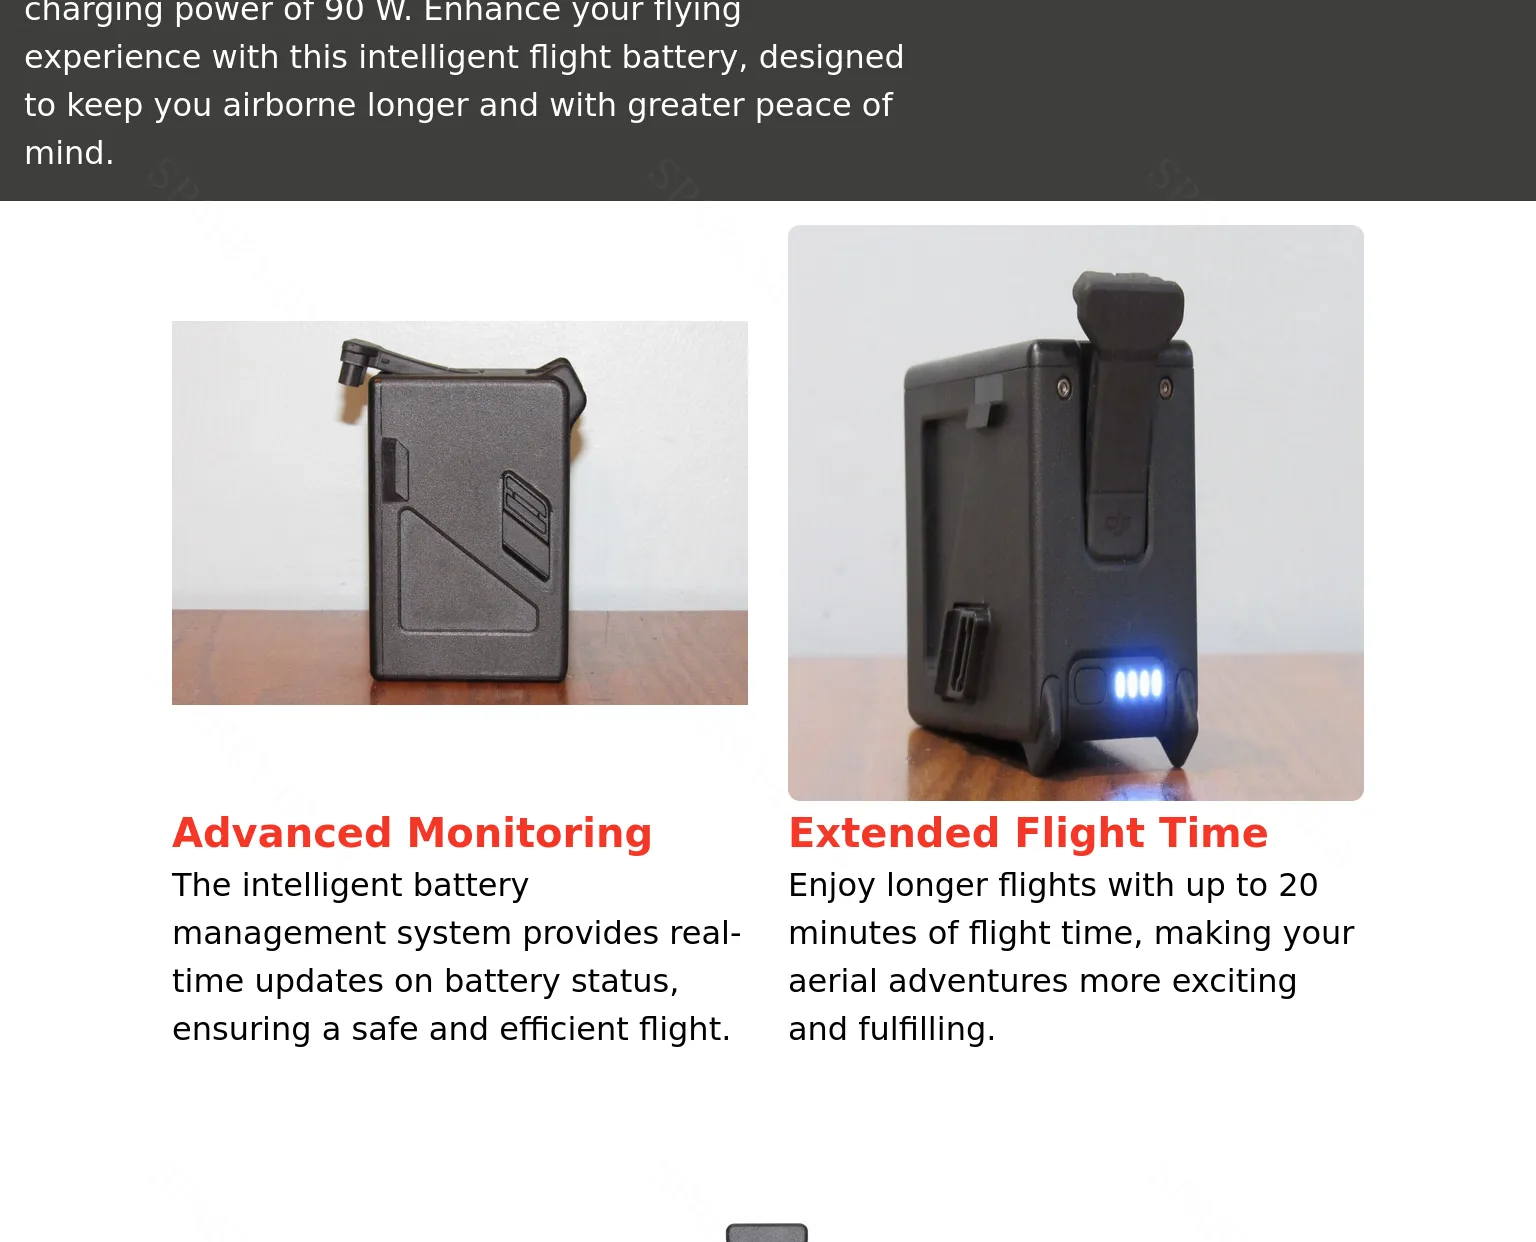 charging power of 90 W. Enhance your flying
experience with this intelligent flight battery, designed
to keep you airborne longer and with greater peace of
mind.
dji
Advanced Monitoring
The intelligent battery
management system provides real-
time updates on battery status,
ensuring a safe and efficient flight.
Extended Flight Time
Enjoy longer flights with up to 20
minutes of flight time, making your
aerial adventures more exciting
and fulfilling.